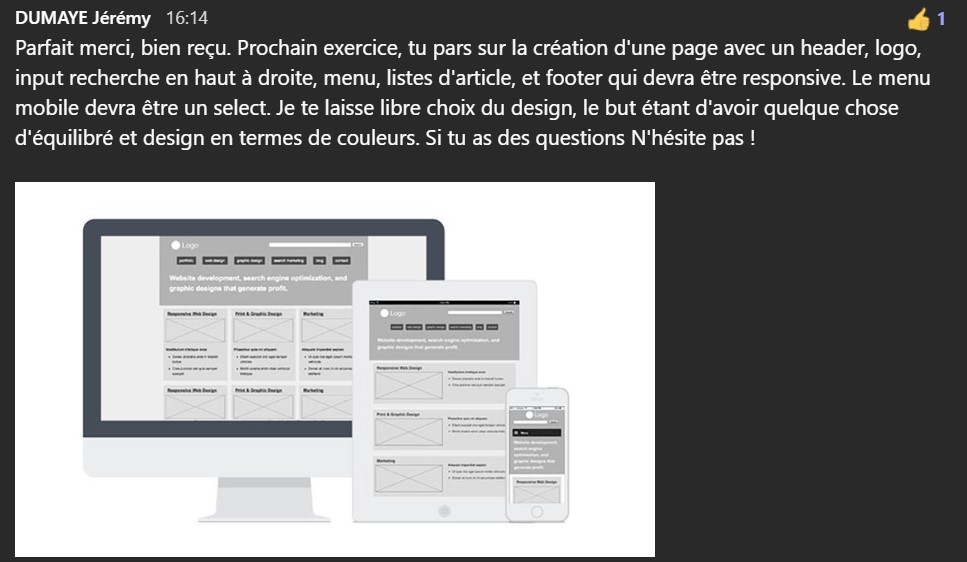 DUMAYE Jérémy 16:14
1
Parfait merci, bien reçu. Prochain exercice, tu pars sur la création d'une page avec un header, logo,
input recherche en haut à droite, menu, listes d'article, et footer qui devra être responsive. Le menu
mobile devra être un select. Je te laisse libre choix du design, le but étant d'avoir quelque chose
d'équilibré et design en termes de couleurs. Si tu as des questions N'hésite pas !
Logo
portfolio web design graphic design search marketing blog contact
Website development, search engine optimization, and
graphic designs that generate profit.
Responsive Web Design Print & Graphic Design Marketing
Responsive Web Design Print & Graphic Design Marketing
Logo
Website development, search engine optimization, and
graphic designs that generate profit.
Responsive Web Design
Print & Graphic Design
Marketing
Logo
Menu
Website development,
search engine
optimization, and
graphic designs that
generate profit.
Responsive Web Design